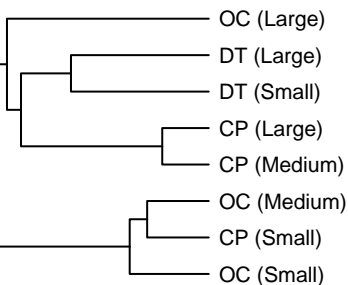 OC (Large)
DT (Large)
DT (Small)
CP (Large)
CP (Medium)
OC (Medium)
CP (Small)
OC (Small)